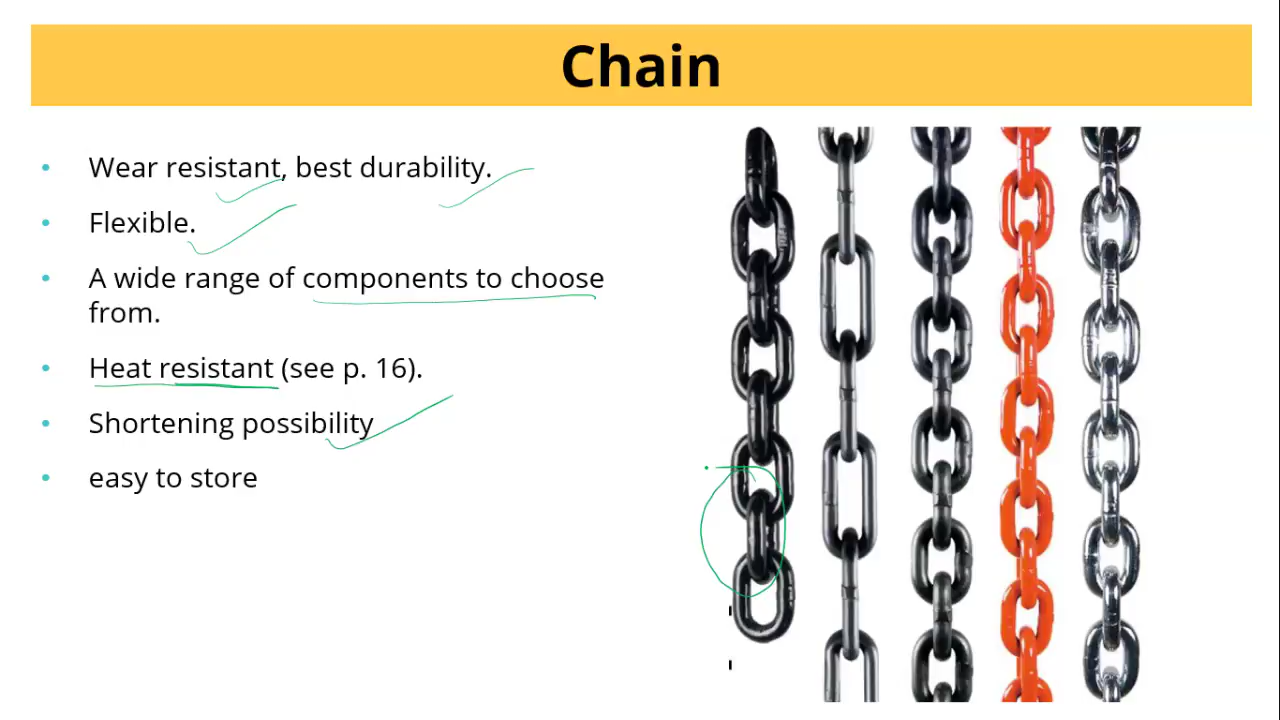 Chain
• Wear resistant, best durability.
• Flexible.
• A wide range of components to choose
from.
• Heat resistant (see p. 16).
• Shortening possibility
• easy to store